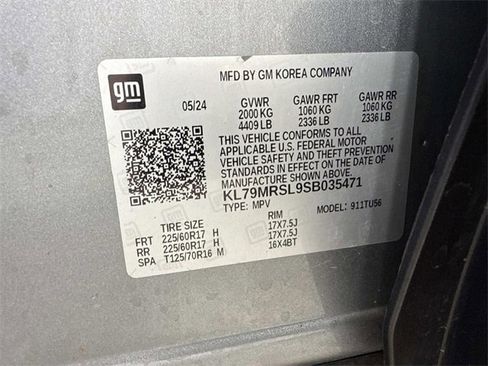 gm
MFD BY GM KOREA COMPANY
05/24 GVWR GAWR FRT GAWR RR
2000 KG 1060 KG 1060 KG
4409 LB 2336 LB 2336 LB
THIS VEHICLE CONFORMS TO ALL
APPLICABLE U.S. FEDERAL MOTOR
VEHICLE SAFETY AND THEFT
PREVENTION STANDARDS IN EFFECT
ON THE DATE OF MANUFACTURE
SHOWN ABOVE.
KL79MRSL9SB035471
TYPE: MPV MODEL: 911TU56
TIRE SIZE RIM
FRT 225/60R17 H 17X7.5J
RR 225/60R17 H 17X7.5J
SPA T125/70R16 M 16X4BT